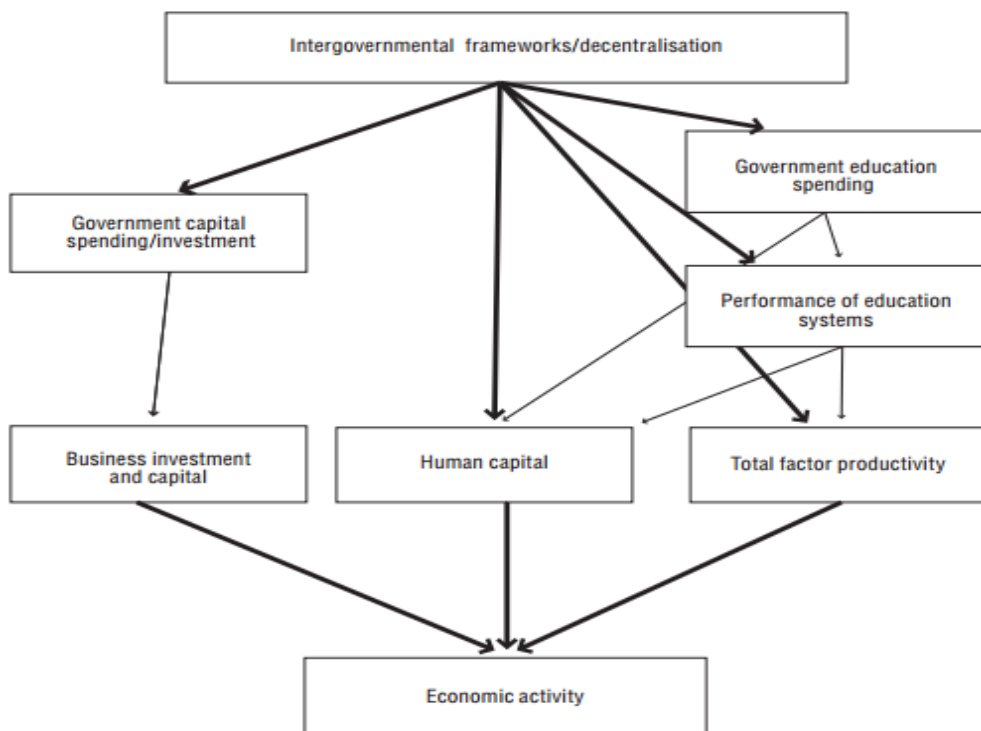 Intergovernmental frameworks/decentralisation
Government education
spending
Government capital
spending/investment
Performance of education
systems
Business investment
and capital
Human capital
Total factor productivity
Economic activity